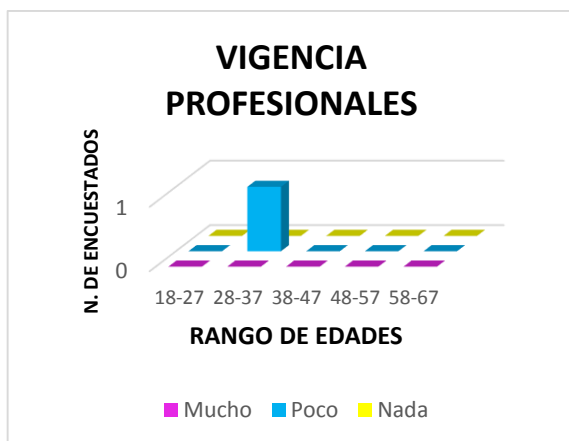 VIGENCIA
PROFESIONALES
N. DE ENCUESTADOS
1
0
18-27 28-37 38-47 48-57 58-67
RANGO DE EDADES
Mucho Poco Nada